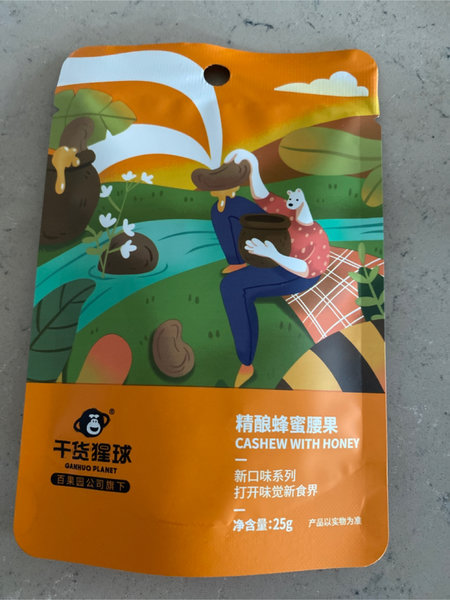 干货猩球®
GANHUO PLANET
百果园公司旗下
精酿蜂蜜腰果
CASHEW WITH HONEY
新口味系列
打开味觉新食界
净含量:25g
产品以实物为准